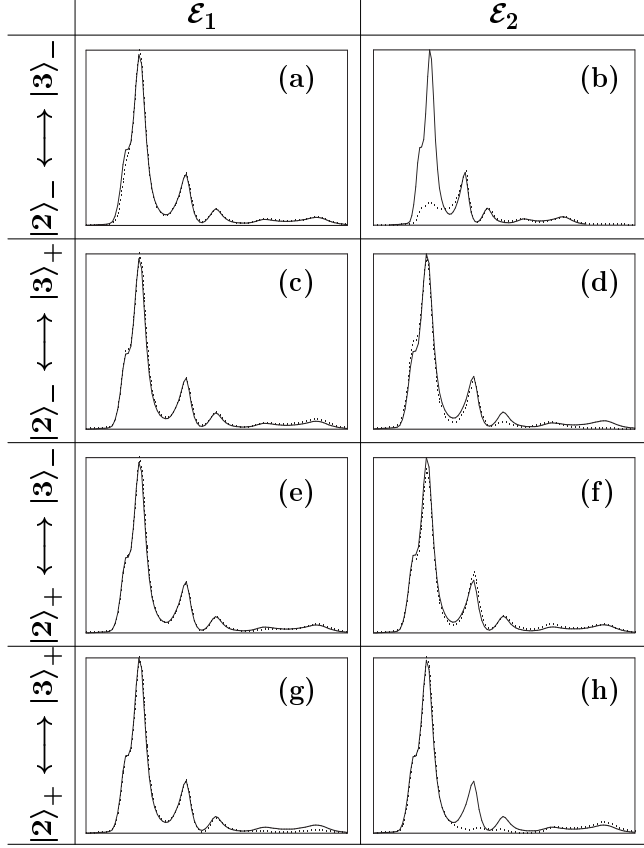 ℰ₁ ℰ₂
|2⟩₋ ⟷ |3⟩₋
(a) (b)
|2⟩₋ ⟷ |3⟩₊
(c) (d)
|2⟩₊ ⟷ |3⟩₋
(e) (f)
|2⟩₊ ⟷ |3⟩₊
(g) (h)